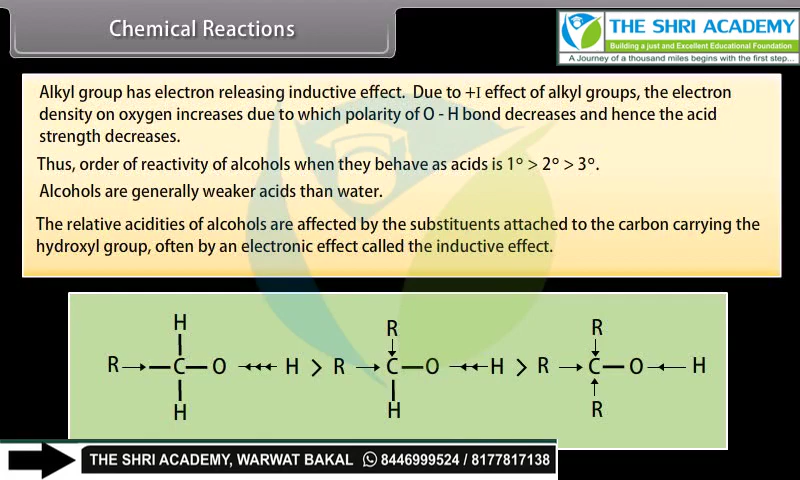 Chemical Reactions
THE SHRI ACADEMY
Building a just and Excellent Educational Foundation
A Journey of a thousand miles begins with the first step...
Alkyl group has electron releasing inductive effect. Due to +I effect of alkyl groups, the electron
density on oxygen increases due to which polarity of O - H bond decreases and hence the acid
strength decreases.
Thus, order of reactivity of alcohols when they behave as acids is 1° > 2° > 3°.
Alcohols are generally weaker acids than water.
The relative acidities of alcohols are affected by the substituents attached to the carbon carrying the
hydroxyl group, often by an electronic effect called the inductive effect.
H R R
R C O H > R C O H > R C O H
H H R
THE SHRI ACADEMY, WARWAT BAKAL 8446999524 / 8177817138